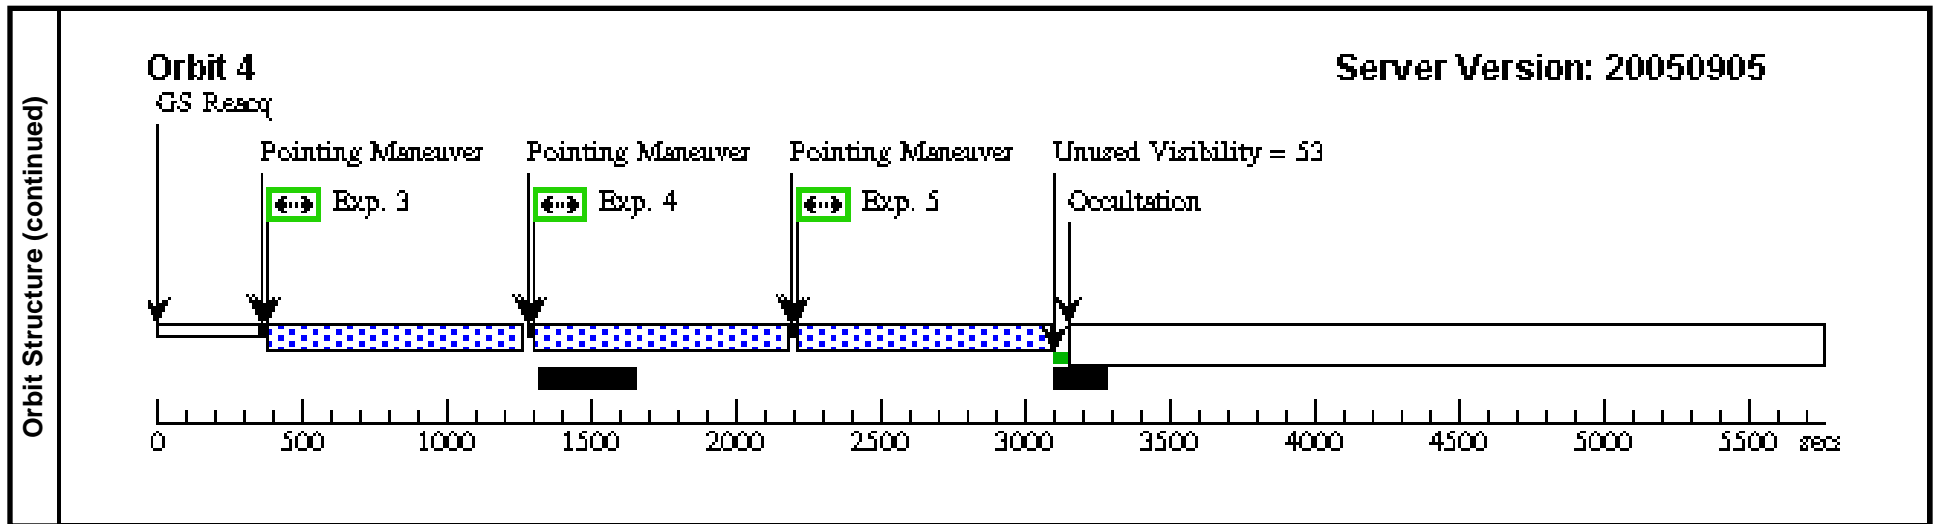 Orbit Structure (continued)
Orbit 4
Server Version: 20050905
GS Reacq
Pointing Maneuver
Pointing Maneuver
Pointing Maneuver
Unused Visibility = 53
Exp. 3
Exp. 4
Exp. 5
Occultation
0 500 1000 1500 2000 2500 3000 3500 4000 4500 5000 5500 secs